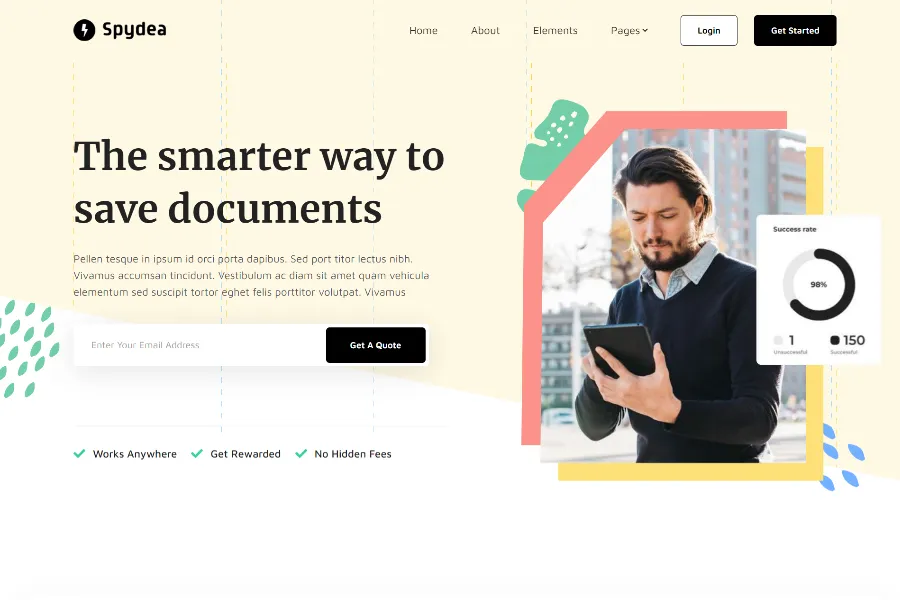 Spydea
Home
About
Elements
Pages
Login
Get Started
The smarter way to
save documents
Pellen tesque in ipsum id orci porta dapibus. Sed port titor lectus nibh.
Vivamus accumsan tincidunt. Vestibulum ac diam sit amet quam vehicula
elementum sed suscipit tortor eghet felis porttitor volutpat. Vivamus
Enter Your Email Address
Get A Quote
Works Anywhere
Get Rewarded
No Hidden Fees
Success rate
98%
1
Unsuccessful
150
Successful